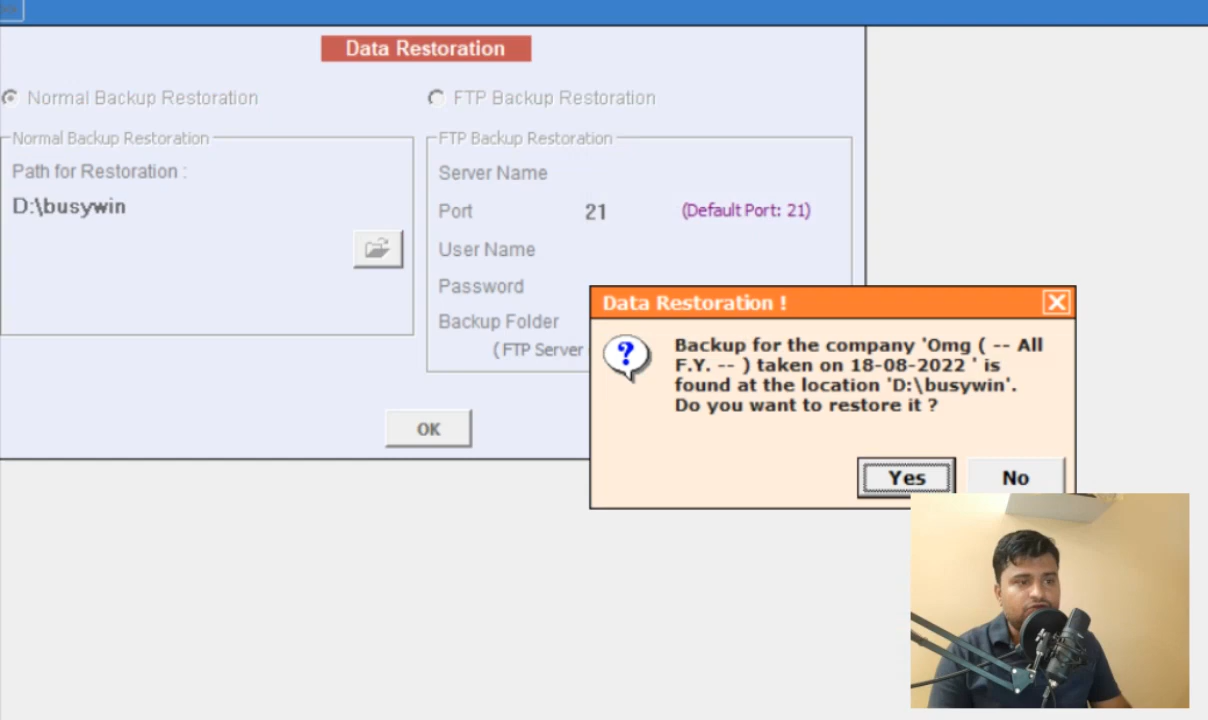 Data Restoration
Normal Backup Restoration
FTP Backup Restoration
Normal Backup Restoration
Path for Restoration :
D:\busywin
FTP Backup Restoration
Server Name
Port
21
(Default Port: 21)
User Name
Password
Backup Folder
( FTP Server
OK
Data Restoration !
Backup for the company 'Omg ( -- All
F.Y. -- ) taken on 18-08-2022 ' is
found at the location 'D:\busywin'.
Do you want to restore it ?
Yes
No